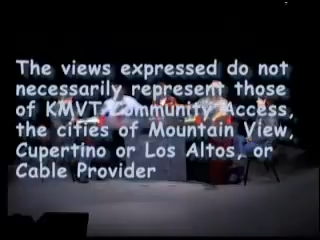 The views expressed do not
necessarily represent those
of KMVT Community Access,
the cities of Mountain View,
Cupertino or Los Altos, or
Cable Provider